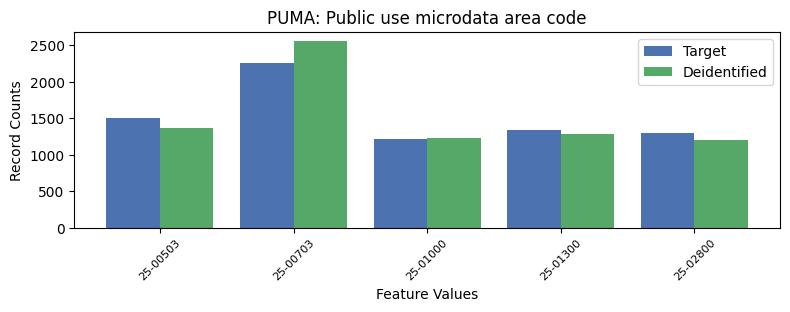 PUMA: Public use microdata area code
Target
Deidentified
Record Counts
2500
2000
1500
1000
500
0
25-00503
25-00703
25-01000
25-01300
25-02800
Feature Values